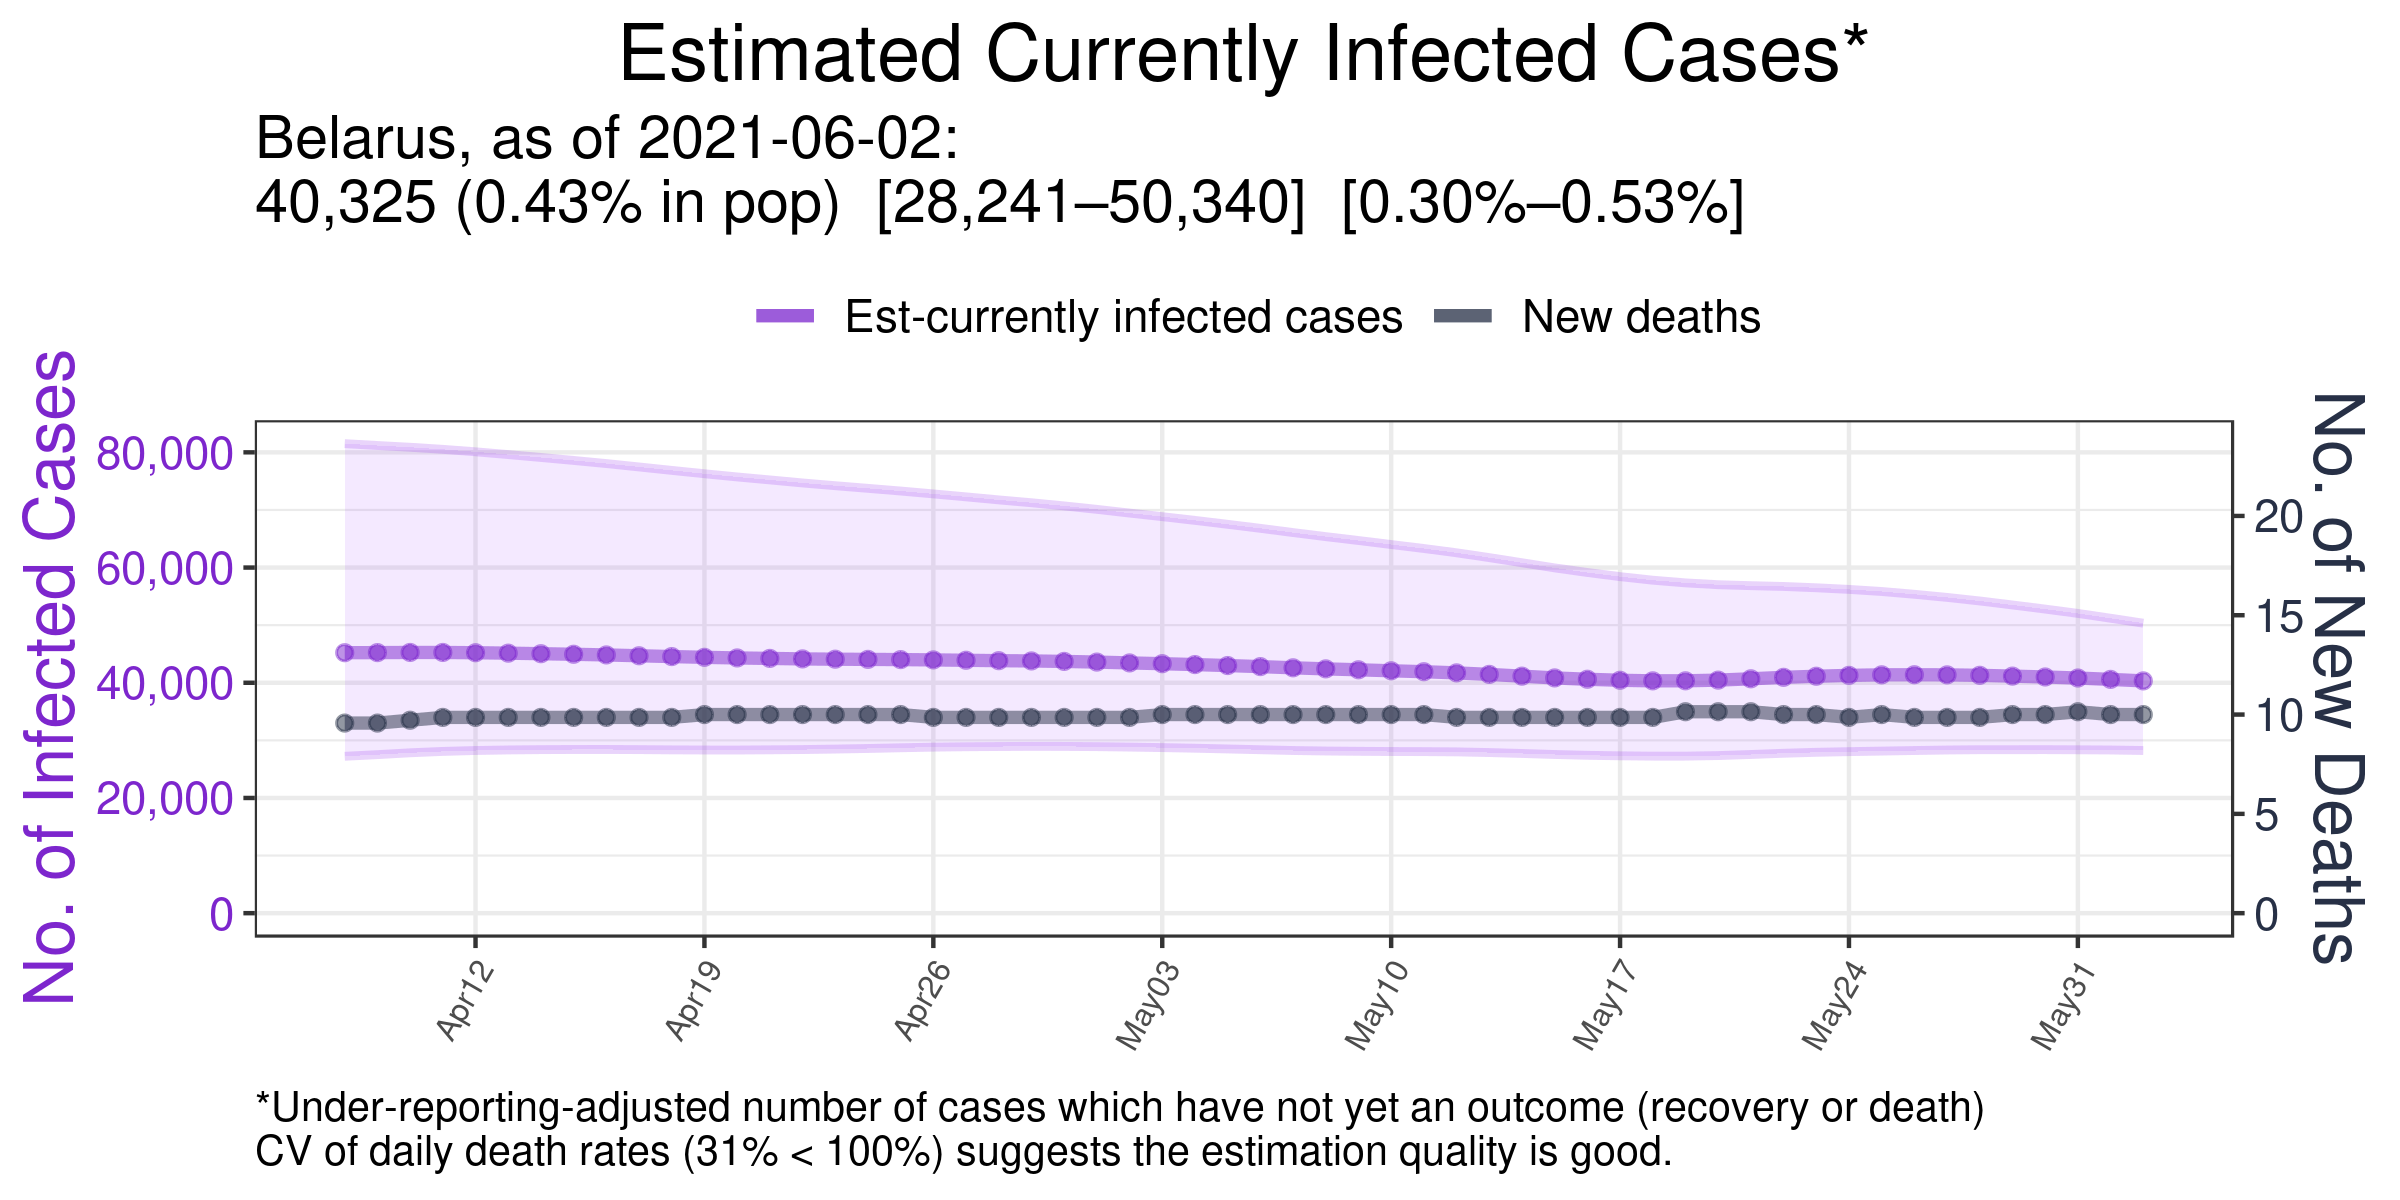 Estimated Currently Infected Cases*
Belarus, as of 2021-06-02:
40,325 (0.43% in pop)  [28,241–50,340]  [0.30%–0.53%]
Est-currently infected cases
New deaths
No. of Infected Cases
80,000
60,000
40,000
20,000
0
No. of New Deaths
20
15
10
5
0
Apr12
Apr19
Apr26
May03
May10
May17
May24
May31
*Under-reporting-adjusted number of cases which have not yet an outcome (recovery or death)
CV of daily death rates (31% < 100%) suggests the estimation quality is good.